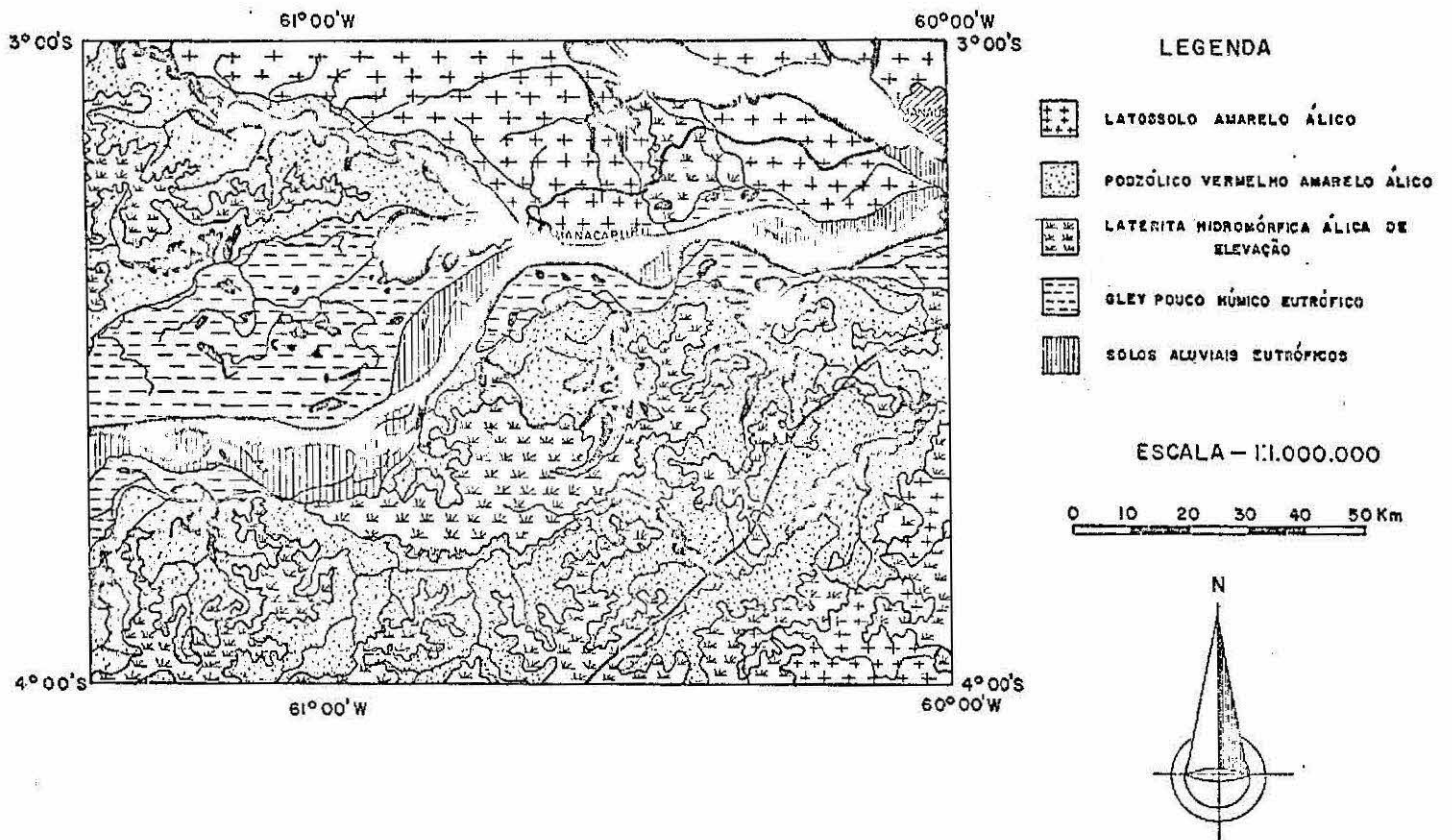 61°00'W
60°00'W
3°00'S
3°00'S
MANACAPURU
4°00'S
4°00'S
61°00'W
60°00'W
LEGENDA
LATOSSOLO AMARELO ÁLICO
PODZÓLICO VERMELHO AMARELO ÁLICO
LATERITA HIDROMÓRFICA ÁLICA DE
ELEVAÇÃO
GLEY POUCO HÚMICO EUTRÓFICO
SOLOS ALUVIAIS EUTRÓFICOS
ESCALA – 1:1.000.000
0 10 20 30 40 50 Km
N